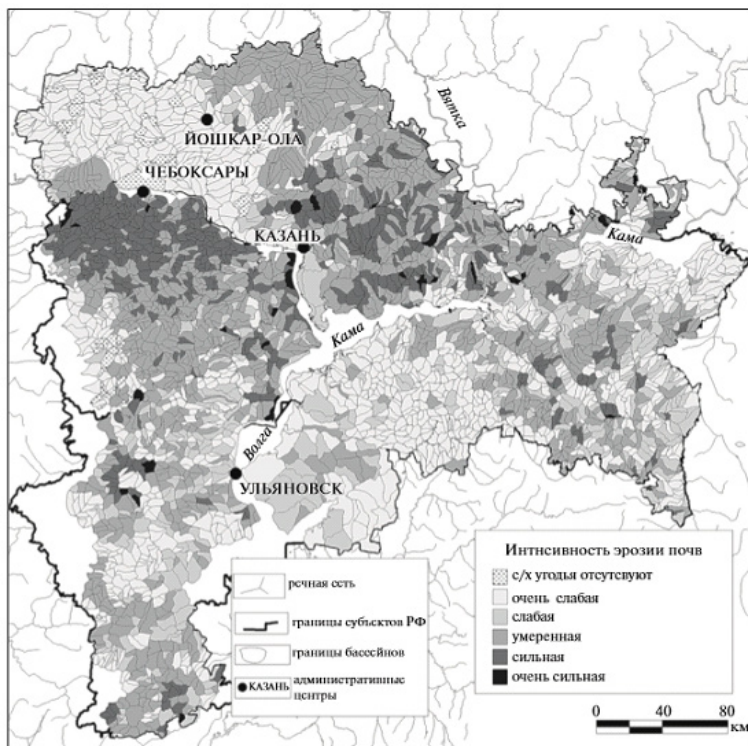 Вятка
ЙОШКАР-ОЛА
ЧЕБОКСАРЫ
КАЗАНЬ
Кама
Кама
Волга
УЛЬЯНОВСК
речная сеть
границы субъектов РФ
границы бассейнов
КАЗАНЬ административные
центры
Интнсивность эрозии почв
с/х угодья отсутсвуют
очень слабая
слабая
умеренная
сильная
очень сильная
0 40 80
км